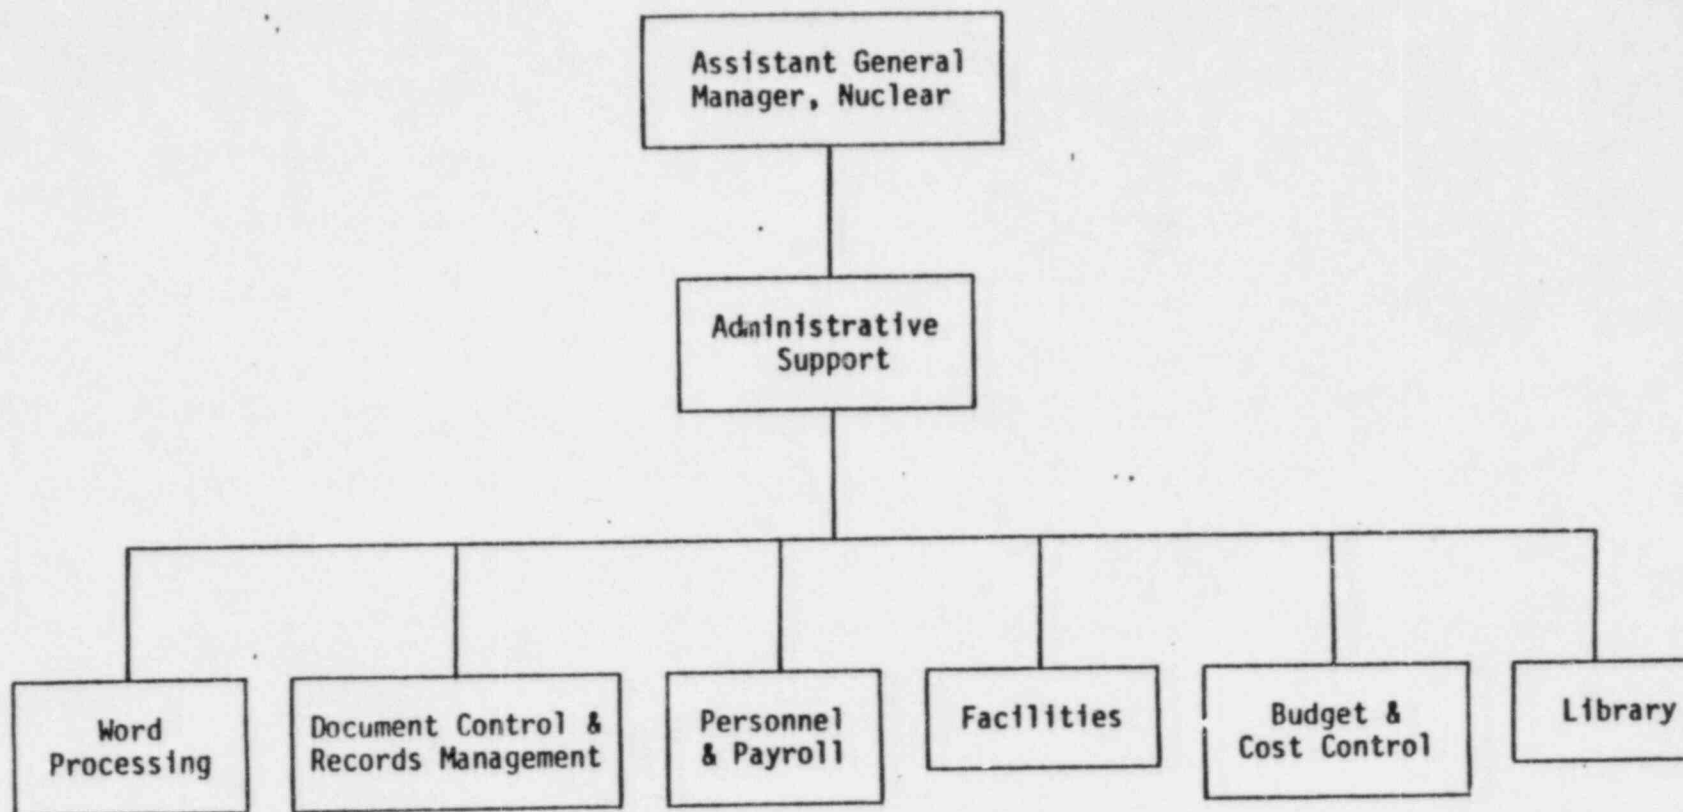 Assistant General
Manager, Nuclear
Administrative
Support
Word
Processing
Document Control &
Records Management
Personnel
& Payroll
Facilities
Budget &
Cost Control
Library